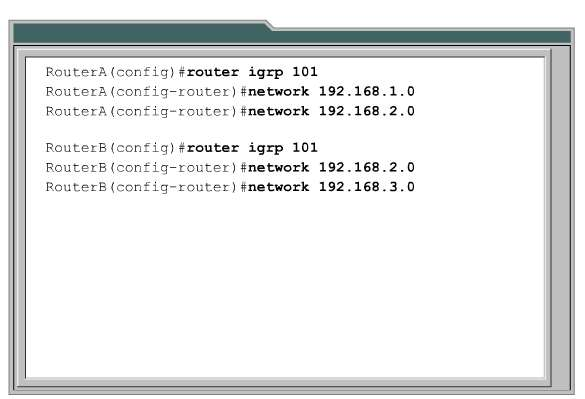 RouterA(config)#router igrp 101
RouterA(config-router)#network 192.168.1.0
RouterA(config-router)#network 192.168.2.0
RouterB(config)#router igrp 101
RouterB(config-router)#network 192.168.2.0
RouterB(config-router)#network 192.168.3.0